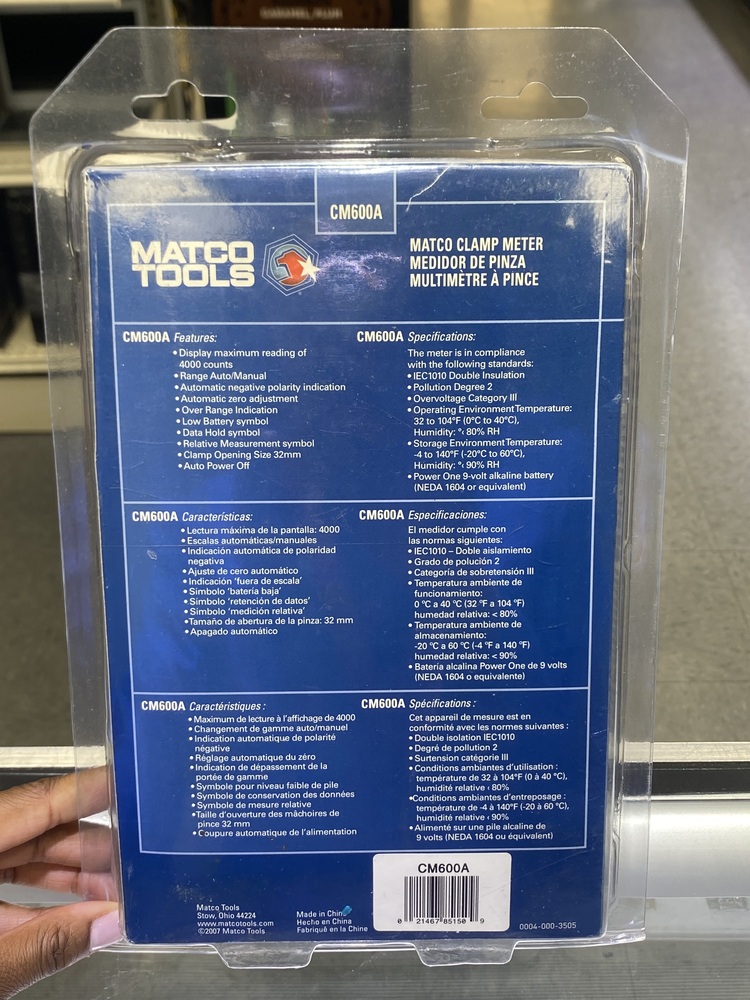 CM600A
MATCO
TOOLS
MATCO CLAMP METER
MEDIDOR DE PINZA
MULTIMÈTRE À PINCE
CM600A Features:
• Display maximum reading of
4000 counts
• Range Auto/Manual
• Automatic negative polarity indication
• Automatic zero adjustment
• Over Range Indication
• Low Battery symbol
• Data Hold symbol
• Relative Measurement symbol
• Clamp Opening Size 32mm
• Auto Power Off
CM600A Specifications:
The meter is in compliance
with the following standards:
• IEC1010 Double Insulation
• Pollution Degree 2
• Overvoltage Category III
• Operating Environment Temperature:
32 to 104°F (0°C to 40°C),
Humidity: °‹ 80% RH
• Storage Environment Temperature:
-4 to 140°F (-20°C to 60°C),
Humidity: °‹ 90% RH
• Power One 9-volt alkaline battery
(NEDA 1604 or equivalent)
CM600A Características:
• Lectura máxima de la pantalla: 4000
• Escalas automáticas/manuales
• Indicación automática de polaridad
negativa
• Ajuste de cero automático
• Indicación 'fuera de escala'
• Símbolo 'batería baja'
• Símbolo 'retención de datos'
• Símbolo 'medición relativa'
• Tamaño de abertura de la pinza: 32 mm
• Apagado automático
CM600A Especificaciones:
El medidor cumple con
las normas siguientes:
• IEC1010 – Doble aislamiento
• Grado de polución 2
• Categoría de sobretensión III
• Temperatura ambiente de
funcionamiento:
0 °C a 40 °C (32 °F a 104 °F)
humedad relativa: < 80%
• Temperatura ambiente de
almacenamiento:
-20 °C a 60 °C (-4 °F a 140 °F)
humedad relativa: < 90%
• Batería alcalina Power One de 9 volts
(NEDA 1604 o equivalente)
CM600A Caractéristiques :
• Maximum de lecture à l'affichage de 4000
• Changement de gamme auto/manuel
• Indication automatique de polarité
négative
• Réglage automatique du zéro
• Indication de dépassement de la
portée de gamme
• Symbole pour niveau faible de pile
• Symbole de conservation des données
• Symbole de mesure relative
• Taille d'ouverture des mâchoires de
pince 32 mm
• Coupure automatique de l'alimentation
CM600A Spécifications :
Cet appareil de mesure est en
conformité avec les normes suivantes :
• Double isolation IEC1010
• Degré de pollution 2
• Surtension catégorie III
• Conditions ambiantes d'utilisation :
température de 32 à 104°F (0 à 40 °C),
humidité relative ‹ 80%
• Conditions ambiantes d'entreposage :
température de -4 à 140°F (-20 à 60 °C),
humidité relative ‹ 90%
• Alimenté sur une pile alcaline de
9 volts (NEDA 1604 ou équivalent)
Matco Tools
Stow, Ohio 44224
www.matcotools.com
©2007 Matco Tools
Made in China
Hecho en China
Fabriqué en la Chine
CM600A
0 21467 85150 9
0004-000-3505